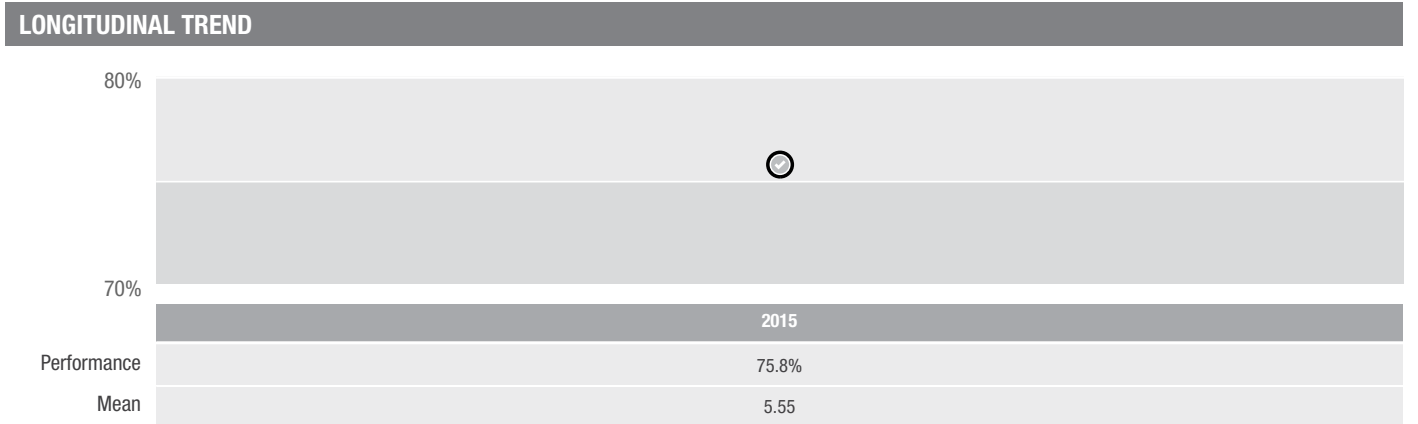 LONGITUDINAL TREND
80%
70%
2015
Performance 75.8%
Mean 5.55